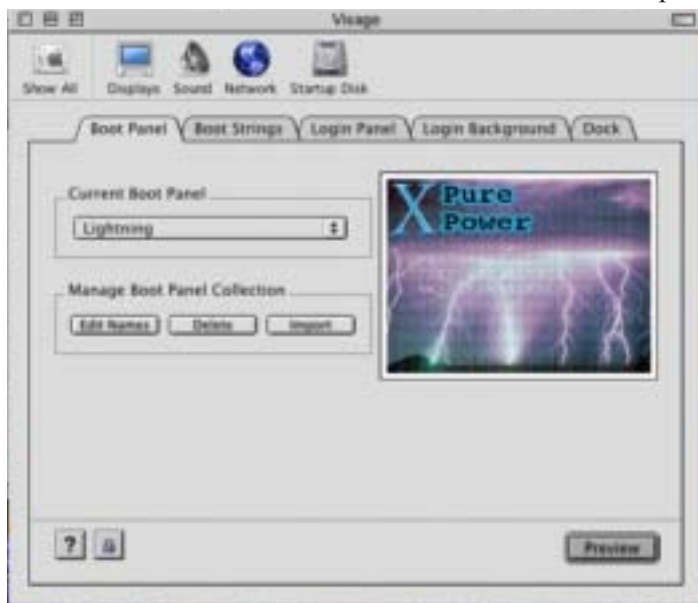 Visage
Show All Displays Sound Network Startup Disk
Boot Panel Boot Strings Login Panel Login Background Dock
Current Boot Panel
Lightning
X Pure Power
Manage Boot Panel Collection
Edit Names Delete Import
?
Preview